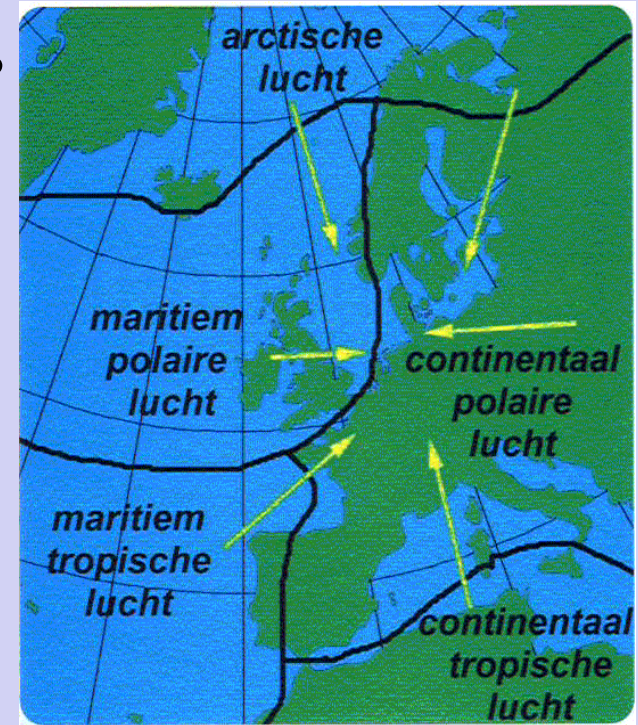 arctische
lucht
maritiem
polaire
lucht
continentaal
polaire
lucht
maritiem
tropische
lucht
continentaal
tropische
lucht